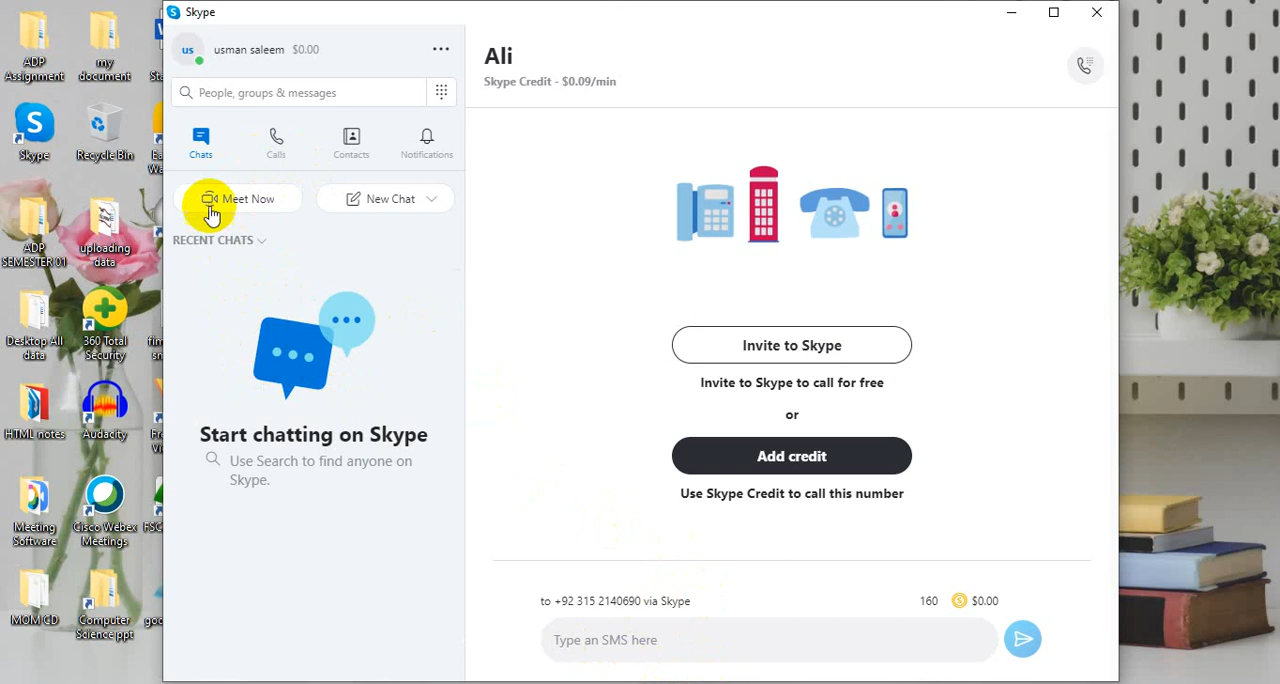 Skype
us usman saleem $0.00
People, groups & messages
Chats Calls Contacts Notifications
Meet Now New Chat
RECENT CHATS
Start chatting on Skype
Use Search to find anyone on
Skype.
Ali
Skype Credit - $0.09/min
Invite to Skype
Invite to Skype to call for free
or
Add credit
Use Skype Credit to call this number
to +92 315 2140690 via Skype 160 $0.00
Type an SMS here
ADP
Assignment
my
document
Skype
Recycle Bin
ADP
SEMESTER 01
uploading
data
Desktop All
data
360 Total
Security
HTML notes
Audacity
Meeting
Software
Cisco Webex
Meetings
MOM CD
Computer
Science ppt